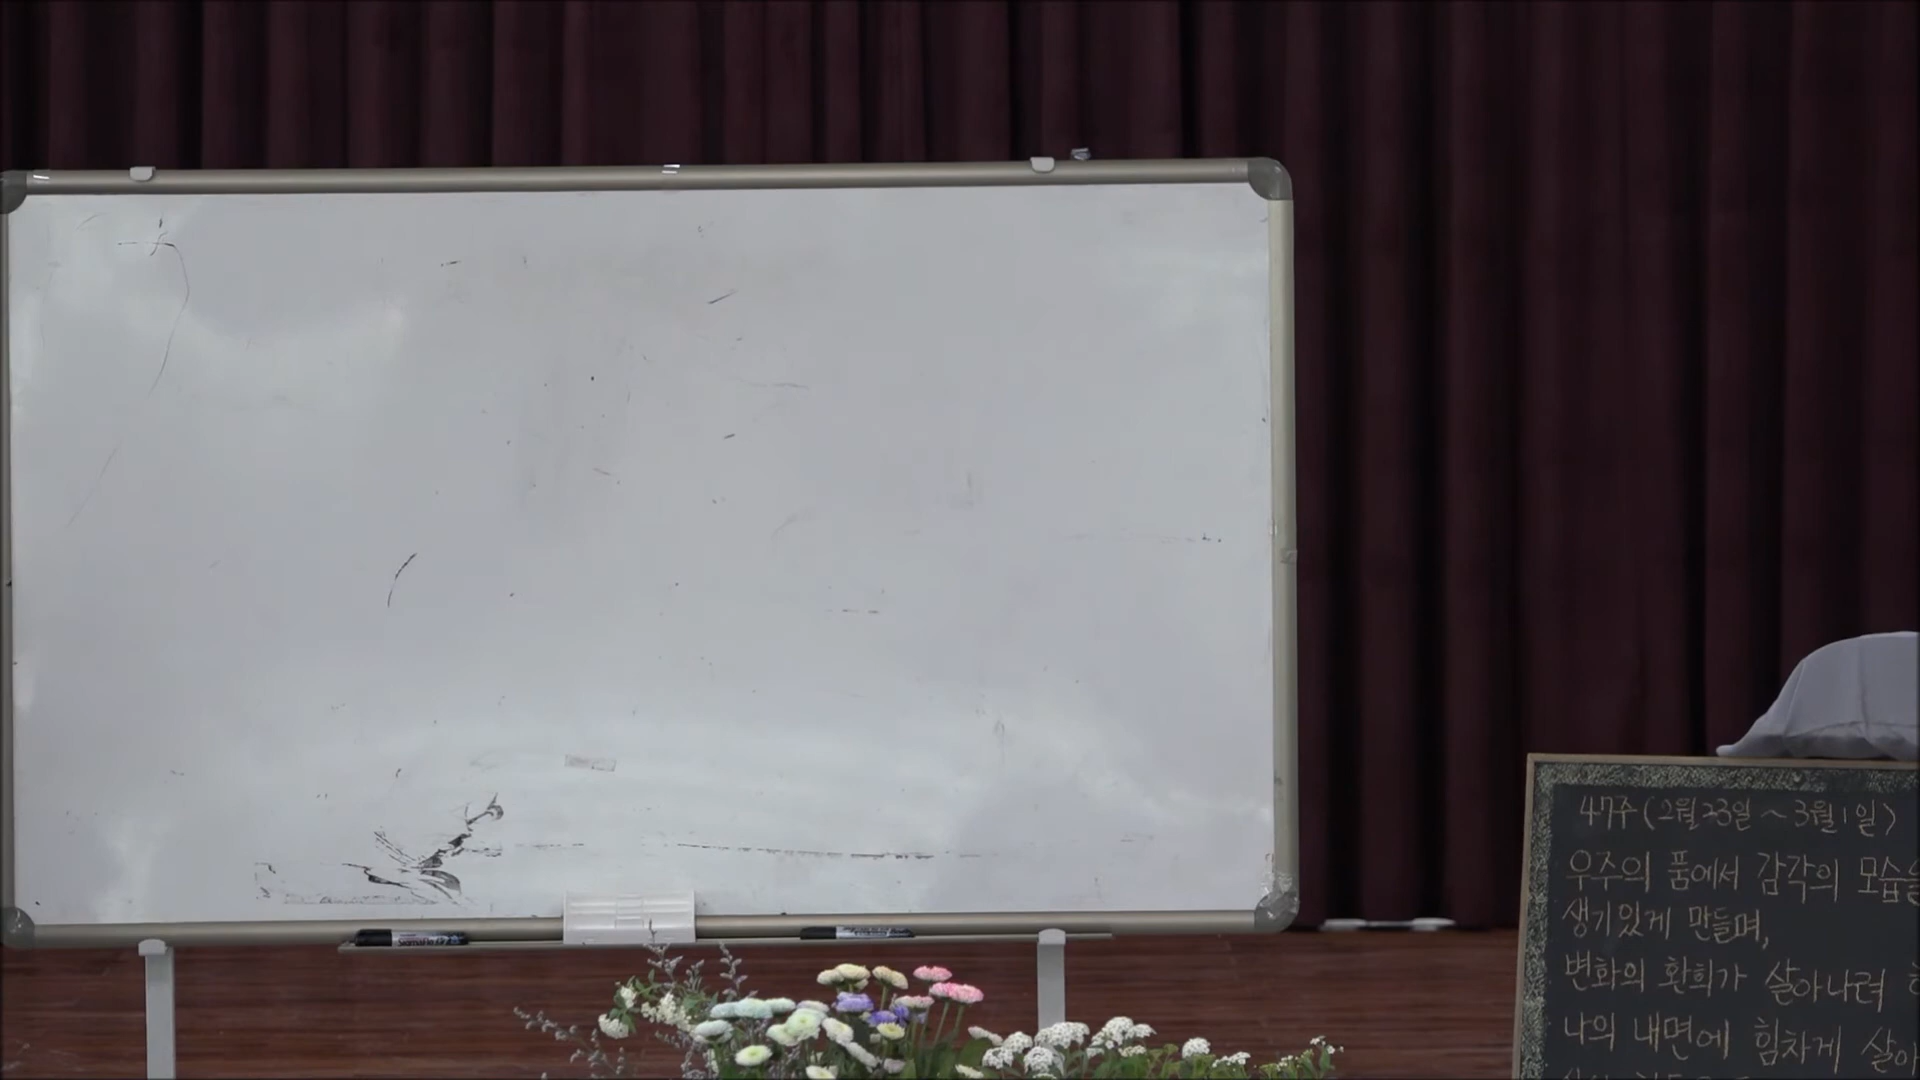 47주(2월23일 ~ 3월1일)
우주의 품에서 감각의 모습을
생기있게 만들며,
변화의 환희가 살아나려
나의 내면에 힘차게 살아